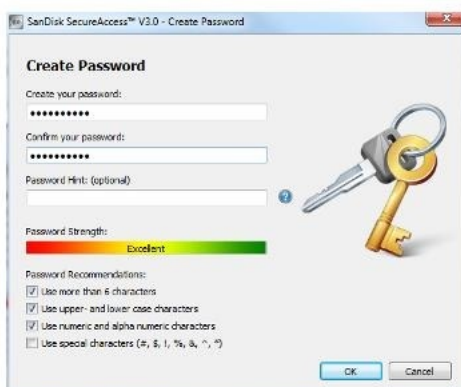 SanDisk SecureAccess™ V3.0 - Create Password
Create Password
Create your password:
••••••••••
Confirm your password:
••••••••••
Password Hint: (optional)
Password Strength:
Excellent
Password Recommendations:
Use more than 6 characters
Use upper- and lower case characters
Use numeric and alpha numeric characters
Use special characters (#, $, !, %, &, ^, *)
OK Cancel